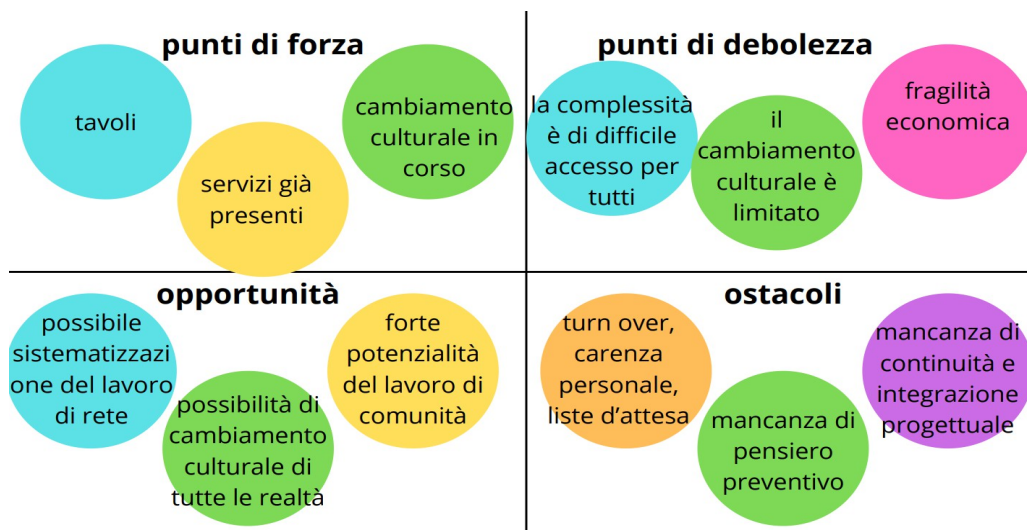 punti di forza
tavoli
servizi già
presenti
cambiamento
culturale in
corso
punti di debolezza
la complessità
è di difficile
accesso per
tutti
il
cambiamento
culturale è
limitato
fragilità
economica
opportunità
possibile
sistematizzazi
one del lavoro
di rete
possibilità di
cambiamento
culturale di
tutte le realtà
forte
potenzialità
del lavoro di
comunità
ostacoli
turn over,
carenza
personale,
liste d'attesa
mancanza di
pensiero
preventivo
mancanza di
continuità e
integrazione
progettuale